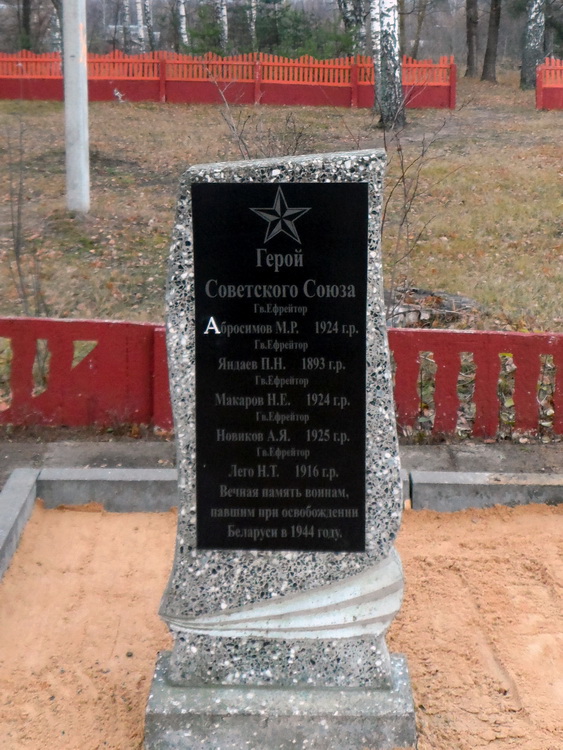 Герой
Советского Союза
Гв.Ефрейтор
Абросимов М.Р. 1924 г.р.
Гв.Ефрейтор
Яндаев П.Н. 1893 г.р.
Гв.Ефрейтор
Макаров Н.Е. 1924 г.р.
Гв.Ефрейтор
Новиков А.Я. 1925 г.р.
Гв.Ефрейтор
Лего Н.Т. 1916 г.р.
Вечная память воинам,
павшим при освобождении
Беларуси в 1944 году.